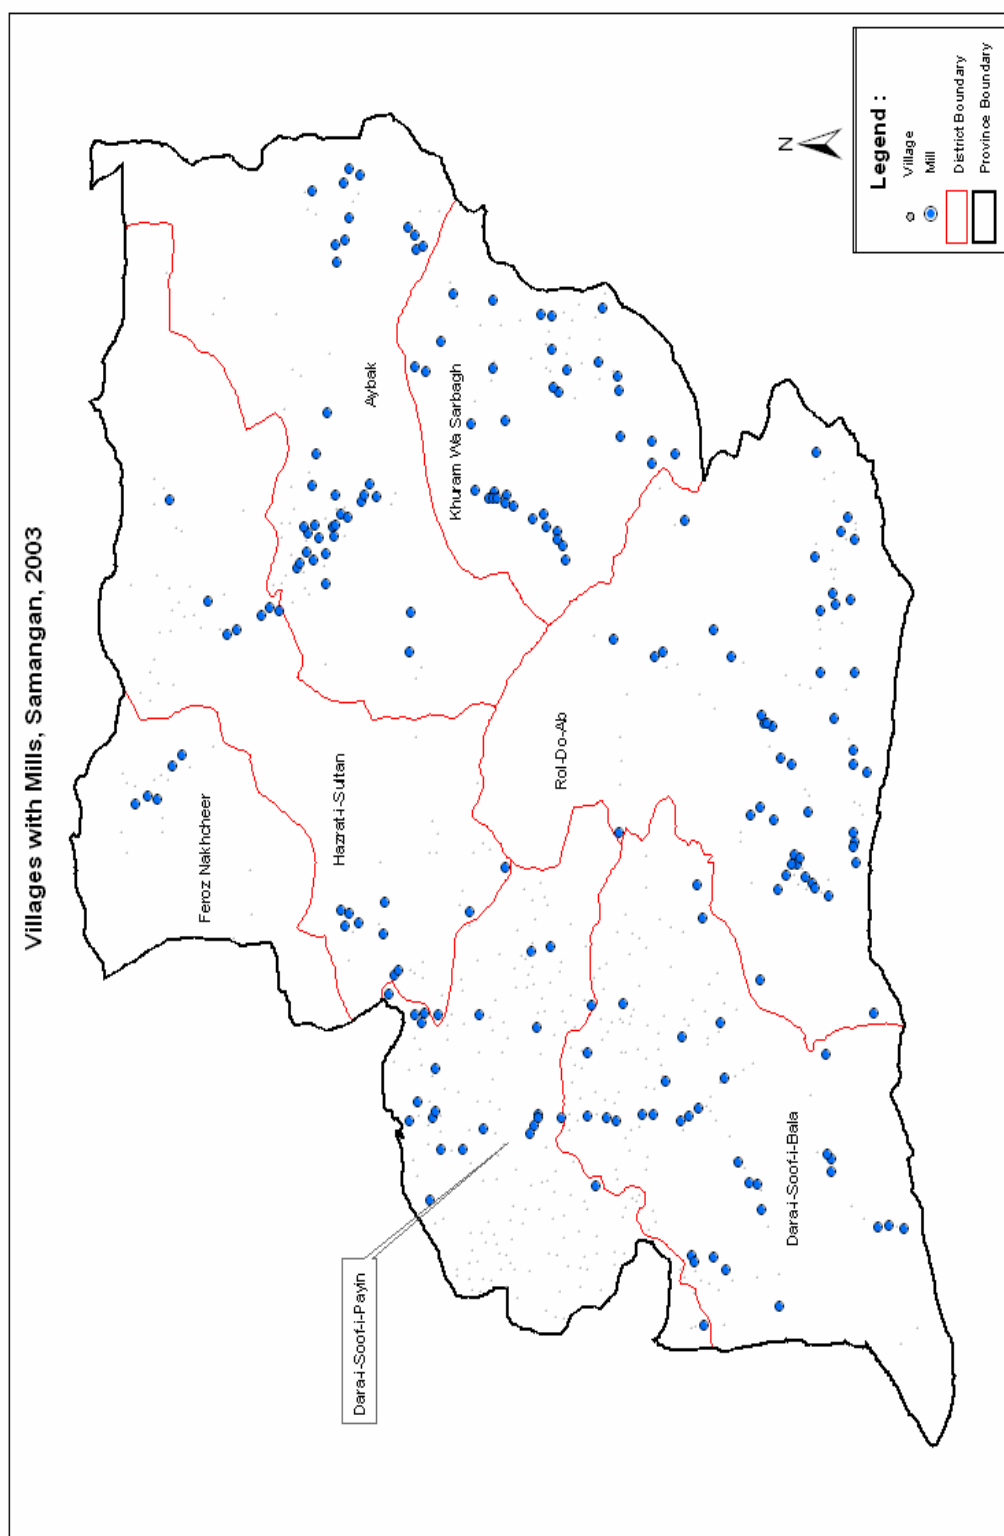 Villages with Mills, Samangan, 2003
Feroz Nakhcheer
Hazrat-i-Sultan
Aybak
Khuram Wa Sarbagh
Rol-Do-Ab
Dara-i-Soof-i-Payin
Dara-i-Soof-i-Bala
N
Legend :
Village
Mill
District Boundary
Province Boundary